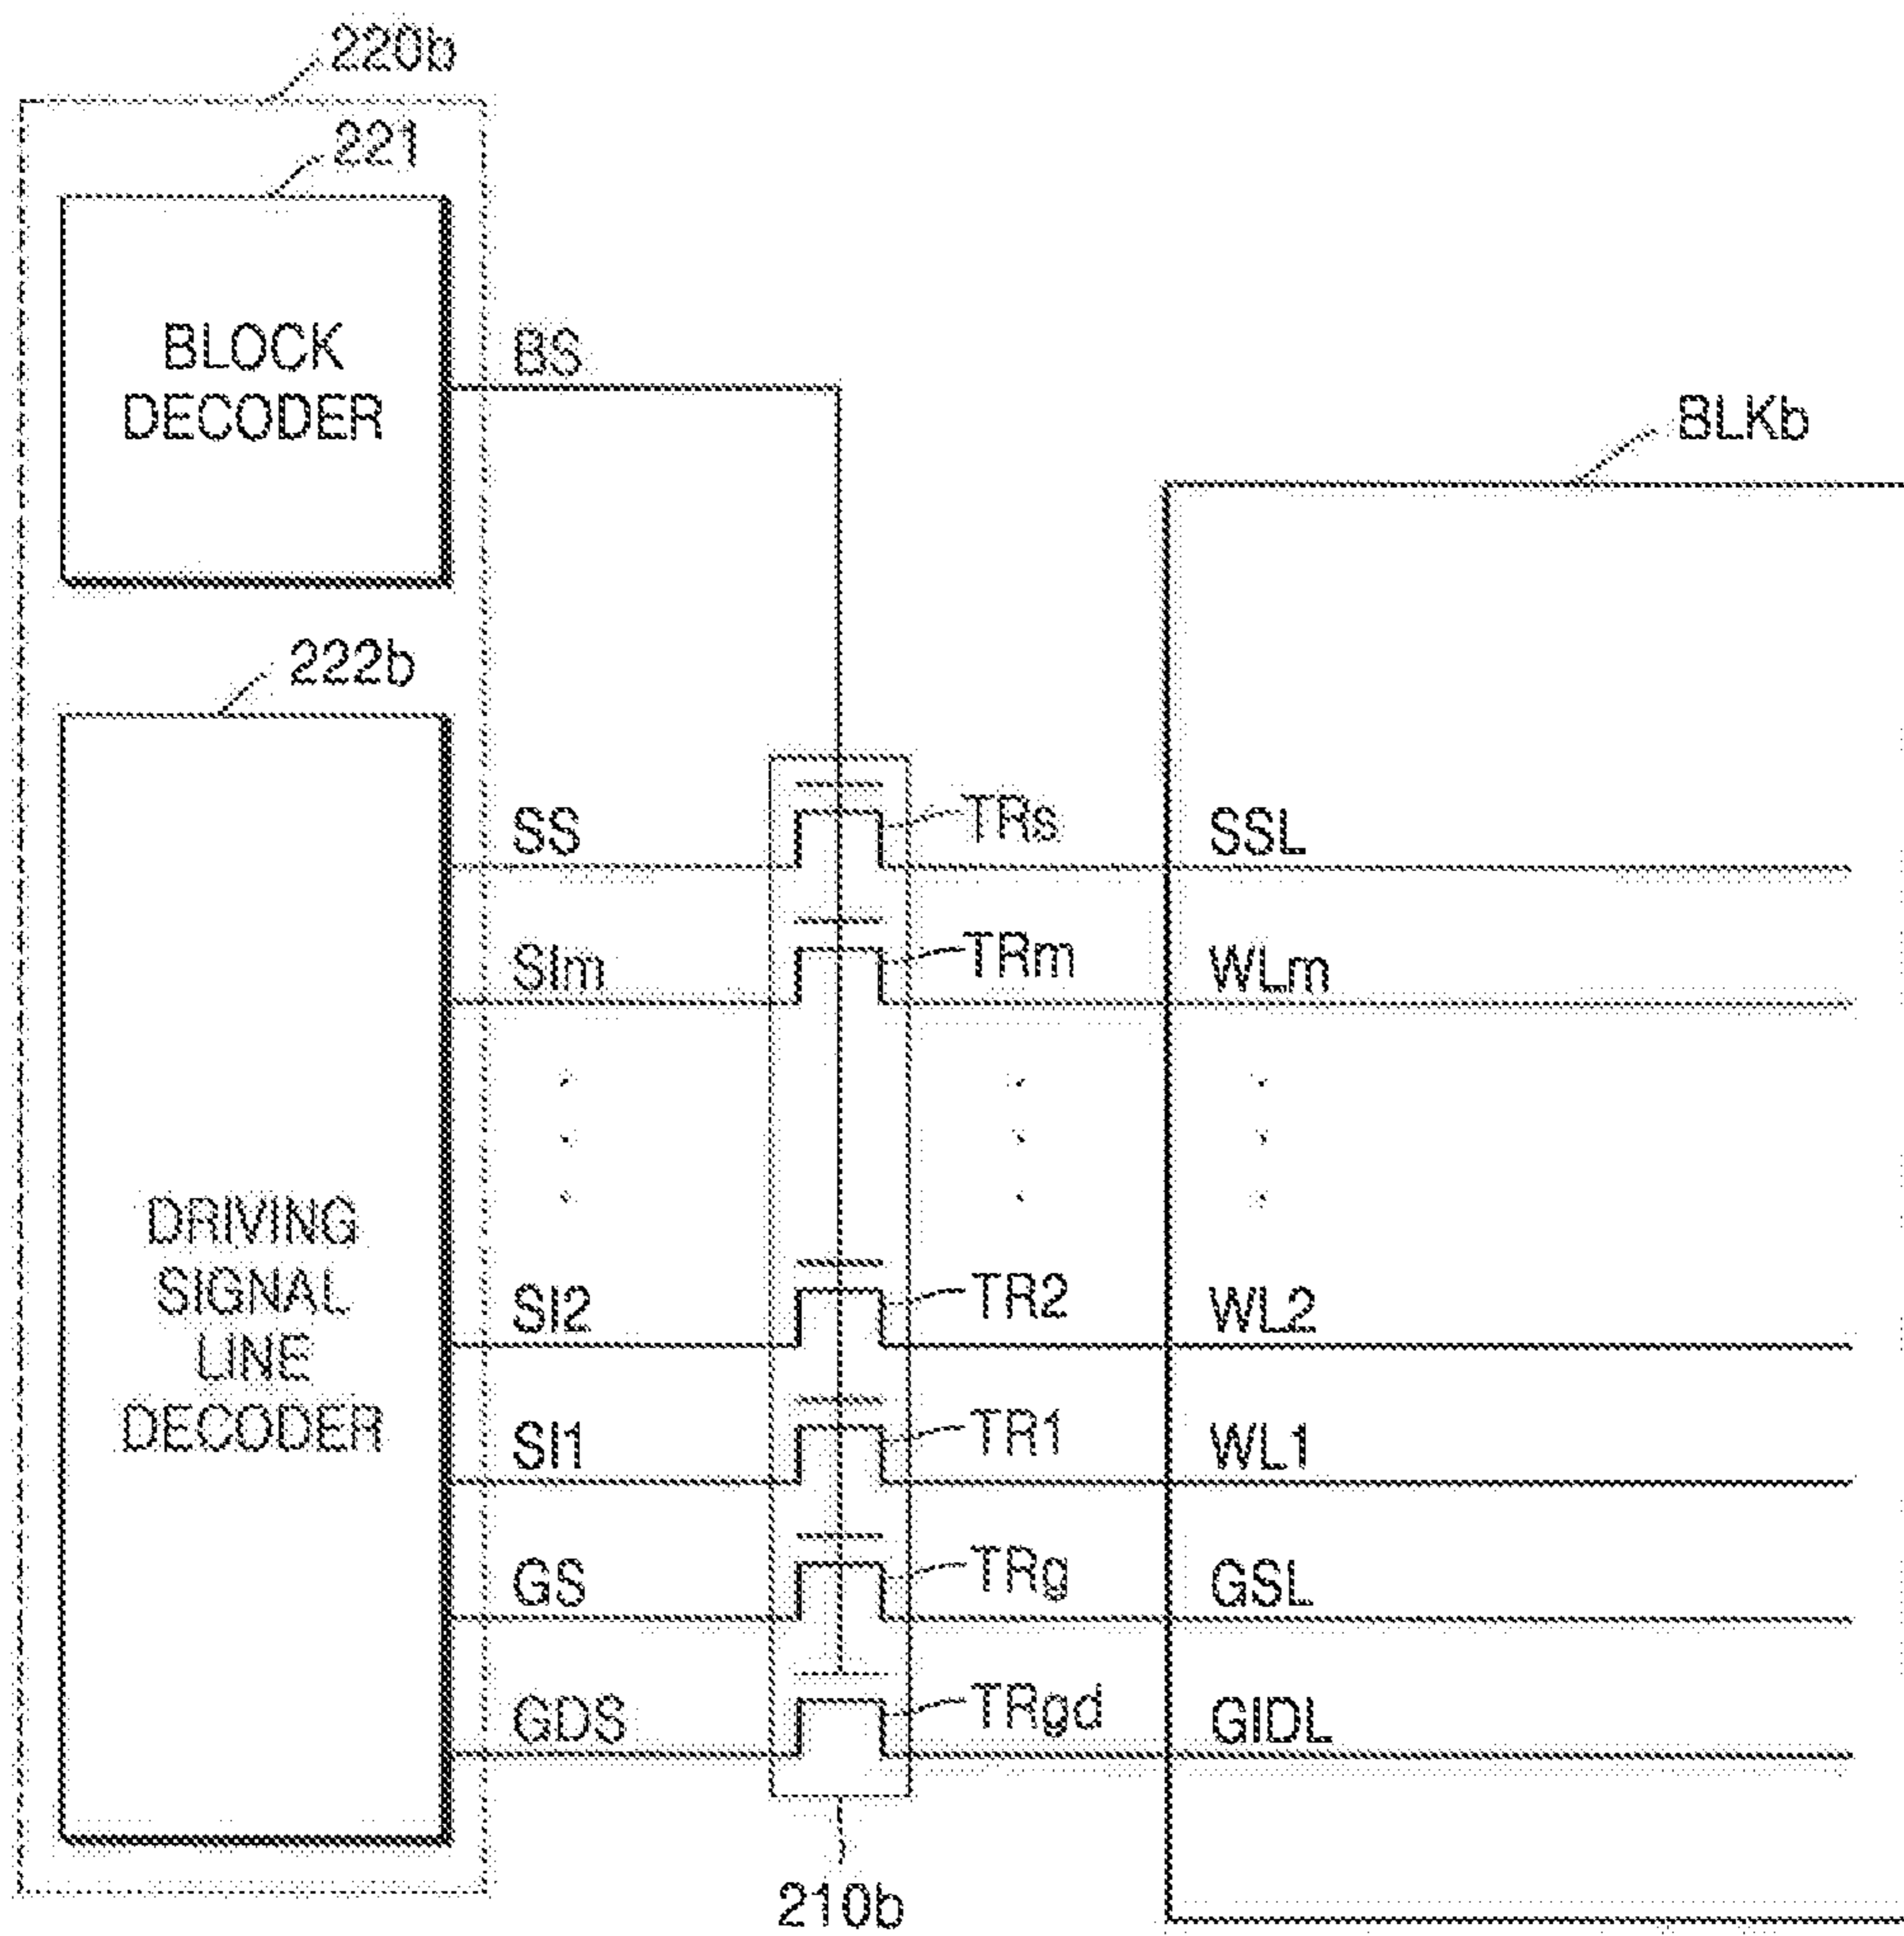 220b
221
BLOCK
DECODER
BS
BLKb
222b
SS
TRs
SSL
SIm
TRm
WLm
DRIVING
SIGNAL
LINE
DECODER
SI2
TR2
WL2
SI1
TR1
WL1
GS
TRg
GSL
GDS
TRgd
GIDL
210b